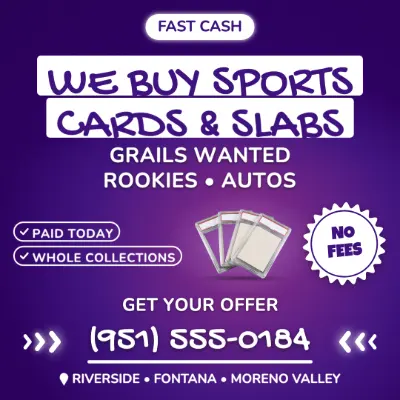 FAST CASH
WE BUY SPORTS
CARDS & SLABS
GRAILS WANTED
ROOKIES • AUTOS
PAID TODAY
WHOLE COLLECTIONS
NO
FEES
GET YOUR OFFER
(951) 555-0184
RIVERSIDE • FONTANA • MORENO VALLEY